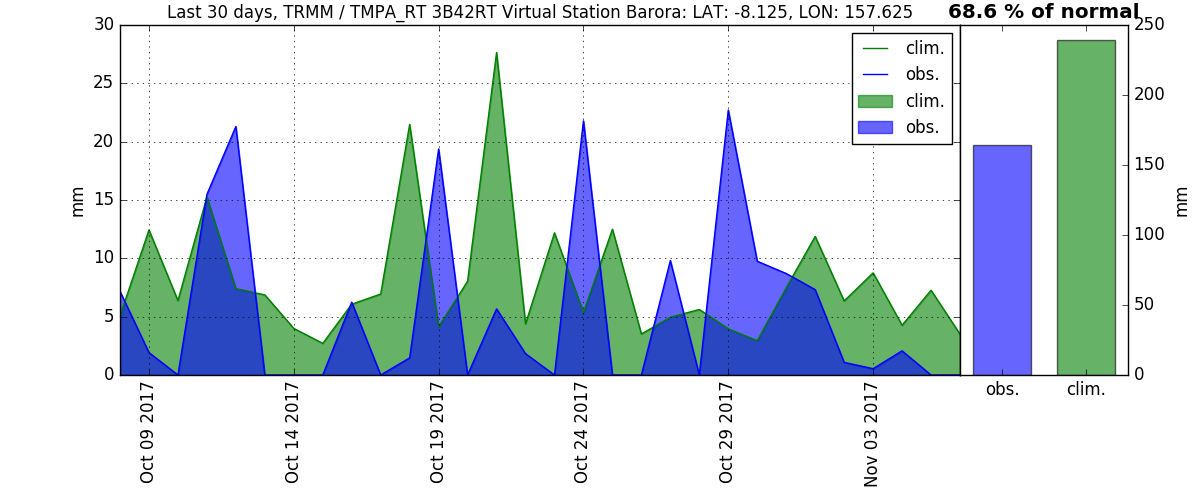 Last 30 days, TRMM / TMPA_RT 3B42RT Virtual Station Barora: LAT: -8.125, LON: 157.625
68.6 % of normal
30
25
20
15
10
5
0
mm
clim.
obs.
clim.
obs.
250
200
150
100
50
0
mm
obs.
clim.
Oct 09 2017
Oct 14 2017
Oct 19 2017
Oct 24 2017
Oct 29 2017
Nov 03 2017